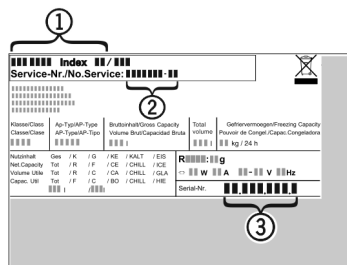 1
Index /
Service-Nr./No.Service: -
2
Klasse/Class Ap-Typ/AP-Type Bruttoinhalt/Gross Capacity Total Gefriervermoegen/Freezing Capacity
Classe/Clase AP-Type/AP-Tipo Volume Brut/Capacidad Bruta volume Pouvoir de Congel./Capac.Congeladora
l l kg / 24 h
Nutzinhalt Ges / K / G / KE / KALT / EIS
Net.Capacity Tot / R / F / CE / CHILL / ICE
Volume Utile Tot / R / C / CA / CHILL / GLA
Capac. Util Tot / F / C / BO / CHILL / HIE
l / l
R : g
W A - V Hz
Serial-Nr. . . .
3